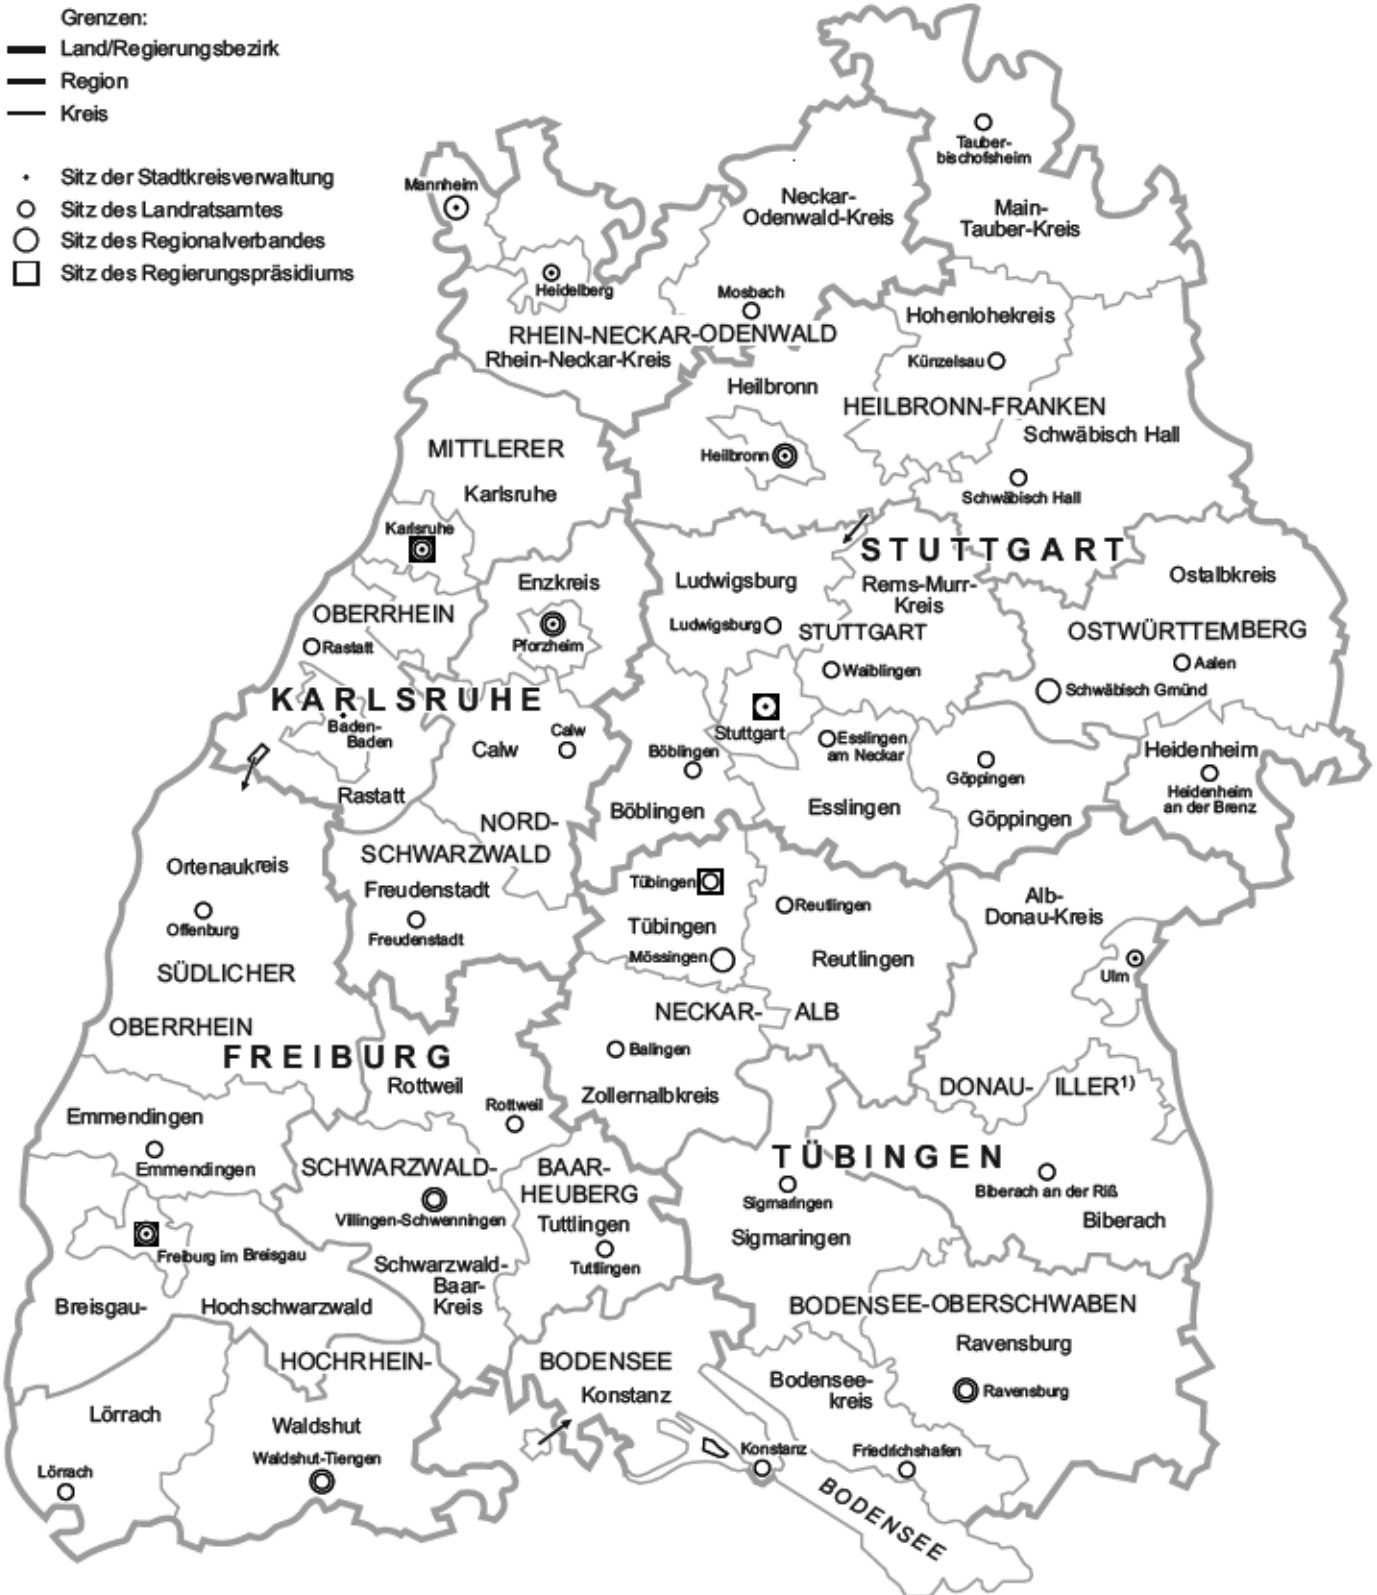 Grenzen:
Land/Regierungsbezirk
Region
Kreis
Sitz der Stadtkreisverwaltung
Sitz des Landratsamtes
Sitz des Regionalverbandes
Sitz des Regierungspräsidiums
Tauber-
bischofsheim
Mannheim
Neckar-
Odenwald-Kreis
Main-
Tauber-Kreis
Heidelberg
Mosbach
Hohenlohekreis
RHEIN-NECKAR-ODENWALD
Rhein-Neckar-Kreis
Künzelsau
Heilbronn
HEILBRONN-FRANKEN
Schwäbisch Hall
MITTLERER
Heilbronn
Karlsruhe
Schwäbisch Hall
Karlsruhe
STUTTGART
Enzkreis
Ludwigsburg
Rems-Murr-
Kreis
Ostalbkreis
OBERRHEIN
Ludwigsburg
STUTTGART
OSTWÜRTTEMBERG
Rastatt
Pforzheim
Waiblingen
Aalen
Schwäbisch Gmünd
KARLSRUHE
Baden-
Baden
Calw
Calw
Stuttgart
Böblingen
Esslingen
am Neckar
Göppingen
Heidenheim
Heidenheim
an der Brenz
Rastatt
Böblingen
Esslingen
Göppingen
NORD-
SCHWARZWALD
Ortenaukreis
Freudenstadt
Tübingen
Reutlingen
Alb-
Donau-Kreis
Offenburg
Freudenstadt
Tübingen
Mössingen
Reutlingen
SÜDLICHER
Ulm
OBERRHEIN
NECKAR-
ALB
FREIBURG
Balingen
Rottweil
Zollernalbkreis
DONAU-
ILLER1)
Emmendingen
Rottweil
Emmendingen
SCHWARZWALD-
BAAR-
HEUBERG
TÜBINGEN
Villingen-Schwenningen
Tuttlingen
Sigmaringen
Biberach an der Riß
Biberach
Freiburg im Breisgau
Tuttlingen
Sigmaringen
Schwarzwald-
Baar-
Kreis
Breisgau-
Hochschwarzwald
BODENSEE-OBERSCHWABEN
Ravensburg
HOCHRHEIN-
BODENSEE
Konstanz
Bodensee-
kreis
Ravensburg
Lörrach
Waldshut
Waldshut-Tiengen
Konstanz
Friedrichshafen
Lörrach
BODENSEE